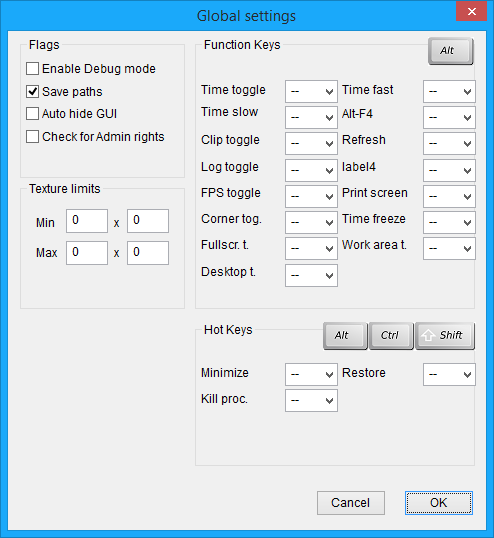 Global settings
Flags
Enable Debug mode
Save paths
Auto hide GUI
Check for Admin rights
Texture limits
Min 0 x 0
Max 0 x 0
Function Keys Alt
Time toggle -- Time fast --
Time slow -- Alt-F4 --
Clip toggle -- Refresh --
Log toggle -- label4 --
FPS toggle -- Print screen --
Corner tog. -- Time freeze --
Fullscr. t. -- Work area t. --
Desktop t. --
Hot Keys Alt Ctrl Shift
Minimize -- Restore --
Kill proc. --
Cancel OK